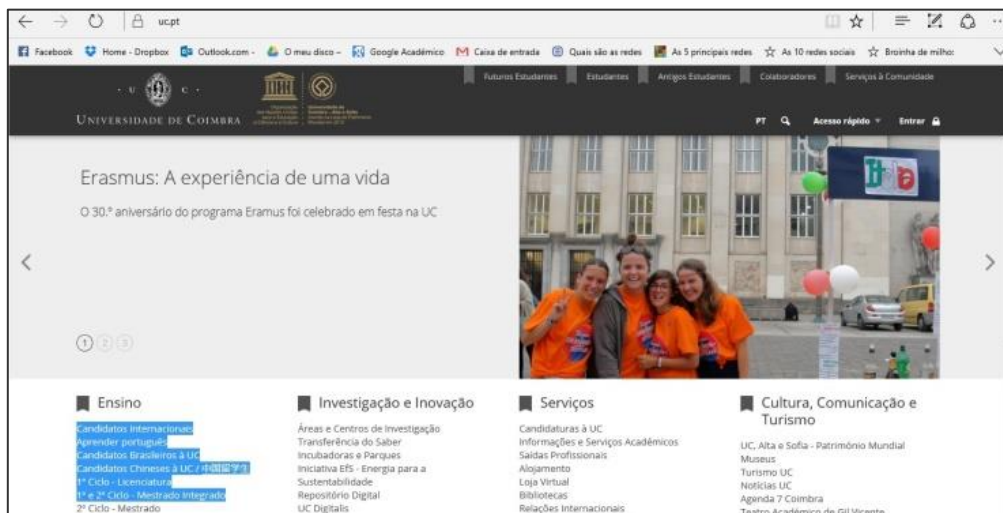 uc.pt
Facebook
Home - Dropbox
Outlook.com -
O meu disco –
Google Académico
Caixa de entrada
Quais são as redes
As 5 principais redes
As 10 redes sociais
Broinha de milho:
Futuros Estudantes
Estudantes
Antigos Estudantes
Colaboradores
Serviços à Comunidade
· U C ·
UNIVERSIDADE DE COIMBRA
PT
Acesso rápido
Entrar
Erasmus: A experiência de uma vida
O 30.º aniversário do programa Eramus foi celebrado em festa na UC
1 2 3
Ensino
Candidatos Internacionais
Aprender português
Candidatos Brasileiros à UC
Candidatos Chineses à UC / 中国留学生
1º Ciclo - Licenciatura
1º e 2º Ciclo - Mestrado Integrado
2º Ciclo - Mestrado
Investigação e Inovação
Áreas e Centros de Investigação
Transferência do Saber
Incubadoras e Parques
Iniciativa EfS - Energia para a
Sustentabilidade
Repositório Digital
UC Digitalis
Serviços
Candidaturas à UC
Informações e Serviços Académicos
Saídas Profissionais
Alojamento
Loja Virtual
Bibliotecas
Relações Internacionais
Cultura, Comunicação e
Turismo
UC, Alta e Sofia - Património Mundial
Museus
Turismo UC
Notícias UC
Agenda 7 Coimbra
Teatro Académico de Gil Vicente